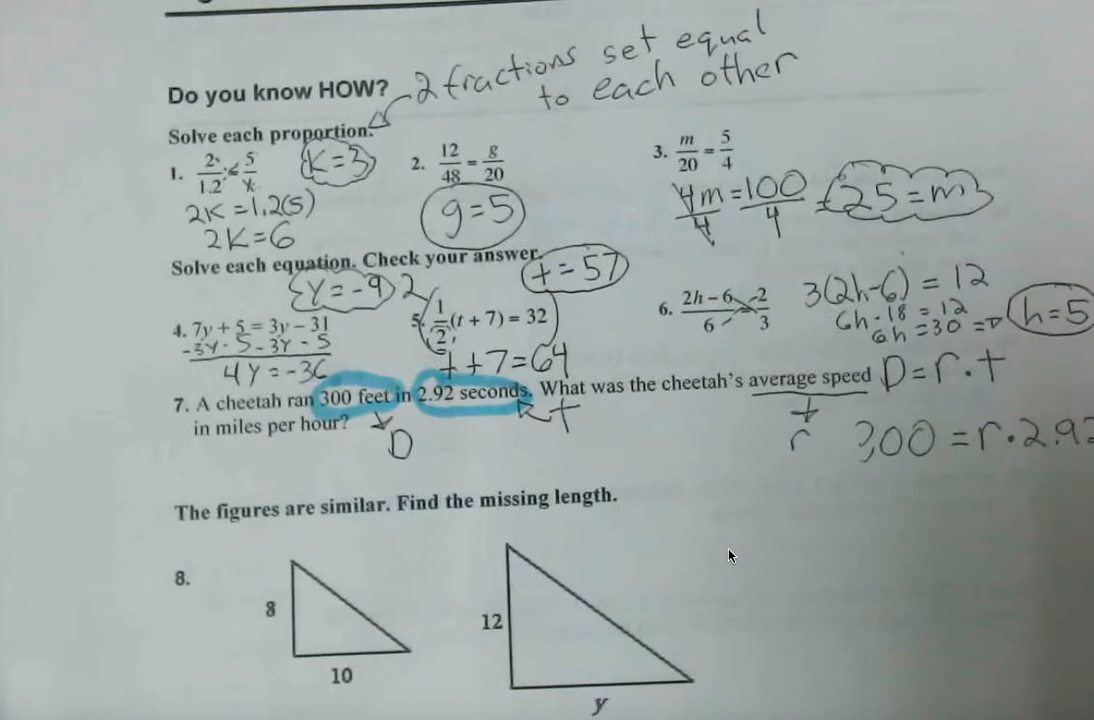 2 fractions set equal
to each other
Do you know HOW?
Solve each proportion.
1. 2/1.2 = 5/k
K=3
2K=1.2(5)
2K=6
2. 12/48 = 8/20
g=5
3. m/20 = 5/4
4m/4=100/4
25=m
Solve each equation. Check your answer.
4. 7y + 5 = 3y − 31
-3Y-5-3Y-5
4Y=-36
Y=-9
5. 1/2(t + 7) = 32
2
t+7=64
t=57
6. 2h − 6/6 = 2/3
3(2h-6) = 12
6h-18=12
6h=30
h=5
7. A cheetah ran 300 feet in 2.92 seconds. What was the cheetah's average speed
in miles per hour?
D
t
r
D=r.t
300=r.2.92
The figures are similar. Find the missing length.
8.
8
10
12
y